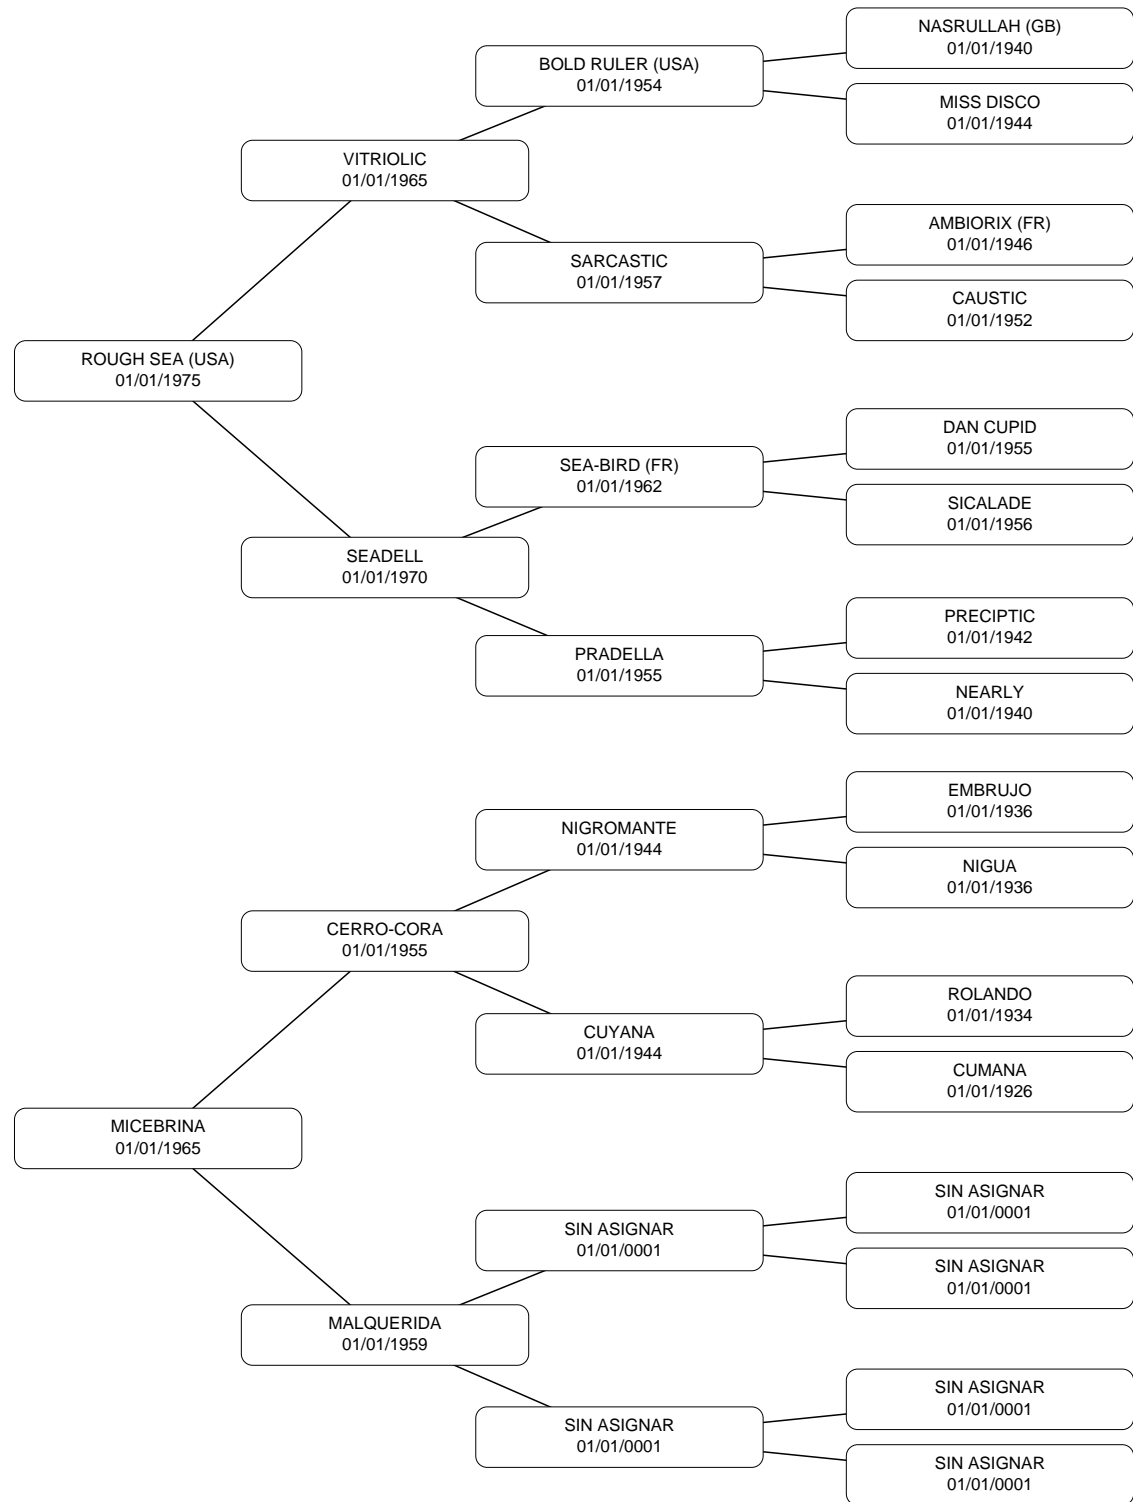 NASRULLAH (GB)
01/01/1940
BOLD RULER (USA)
01/01/1954
MISS DISCO
01/01/1944
VITRIOLIC
01/01/1965
AMBIORIX (FR)
01/01/1946
SARCASTIC
01/01/1957
CAUSTIC
01/01/1952
ROUGH SEA (USA)
01/01/1975
DAN CUPID
01/01/1955
SEA-BIRD (FR)
01/01/1962
SICALADE
01/01/1956
SEADELL
01/01/1970
PRECIPTIC
01/01/1942
PRADELLA
01/01/1955
NEARLY
01/01/1940
EMBRUJO
01/01/1936
NIGROMANTE
01/01/1944
NIGUA
01/01/1936
CERRO-CORA
01/01/1955
ROLANDO
01/01/1934
CUYANA
01/01/1944
CUMANA
01/01/1926
MICEBRINA
01/01/1965
SIN ASIGNAR
01/01/0001
SIN ASIGNAR
01/01/0001
SIN ASIGNAR
01/01/0001
MALQUERIDA
01/01/1959
SIN ASIGNAR
01/01/0001
SIN ASIGNAR
01/01/0001
SIN ASIGNAR
01/01/0001